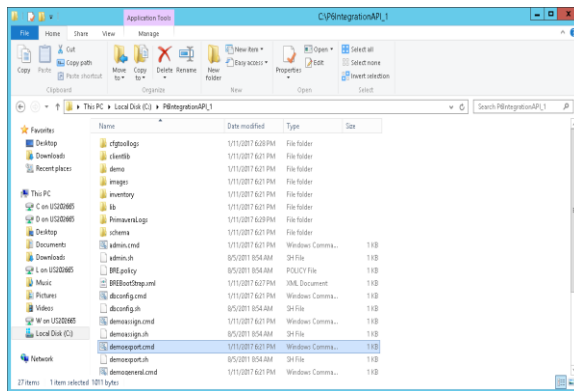 Application Tools
C:\P6IntegrationAPI_1
File Home Share View Manage
Copy
Paste
Cut
Copy path
Paste shortcut
Clipboard
Move to
Copy to
Delete
Rename
Organize
New folder
New item
Easy access
New
Properties
Open
Edit
Open
Select all
Select none
Invert selection
Select
This PC Local Disk (C:) P6IntegrationAPI_1
Search P6IntegrationAPI_1
Favorites
Desktop
Downloads
Recent places
This PC
C on US202665
D on US202665
Desktop
Documents
Downloads
L on US202665
Music
Pictures
Videos
W on US202665
Local Disk (C:)
Network
Name Date modified Type Size
cfgtoollogs 1/11/2017 6:28 PM File folder
clientlib 1/11/2017 6:21 PM File folder
demo 1/11/2017 6:21 PM File folder
images 1/11/2017 6:21 PM File folder
inventory 1/11/2017 6:21 PM File folder
lib 1/11/2017 6:21 PM File folder
PrimaveraLogs 1/11/2017 6:29 PM File folder
schema 1/11/2017 6:21 PM File folder
admin.cmd 1/11/2017 6:21 PM Windows Comma... 1 KB
admin.sh 8/5/2011 8:54 AM SH File 1 KB
BRE.policy 8/5/2011 8:54 AM POLICY File 1 KB
BREBootStrap.xml 1/11/2017 6:27 PM XML Document 1 KB
dbconfig.cmd 1/11/2017 6:21 PM Windows Comma... 1 KB
dbconfig.sh 8/5/2011 8:54 AM SH File 1 KB
demoassign.cmd 1/11/2017 6:21 PM Windows Comma... 1 KB
demoassign.sh 8/5/2011 8:54 AM SH File 1 KB
demoexport.cmd 1/11/2017 6:21 PM Windows Comma... 1 KB
demoexport.sh 8/5/2011 8:54 AM SH File 1 KB
demogeneral.cmd 1/11/2017 6:21 PM Windows Comma... 1 KB
27 items 1 item selected 1011 bytes